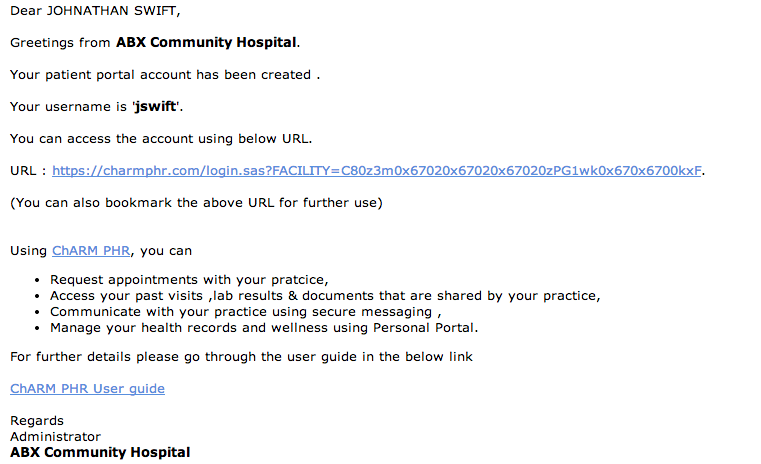 Dear JOHNATHAN SWIFT,
Greetings from ABX Community Hospital.
Your patient portal account has been created .
Your username is 'jswift'.
You can access the account using below URL.
URL : https://charmphr.com/login.sas?FACILITY=C80z3m0x67020x67020x67020zPG1wk0x670x6700kxF.
(You can also bookmark the above URL for further use)
Using ChARM PHR, you can
• Request appointments with your pratcice,
• Access your past visits ,lab results & documents that are shared by your practice,
• Communicate with your practice using secure messaging ,
• Manage your health records and wellness using Personal Portal.
For further details please go through the user guide in the below link
ChARM PHR User guide
Regards
Administrator
ABX Community Hospital